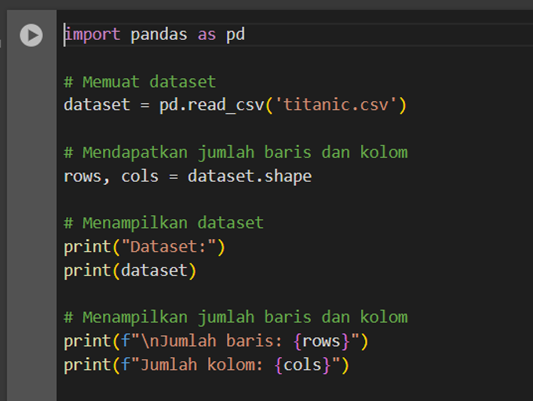 import pandas as pd
# Memuat dataset
dataset = pd.read_csv('titanic.csv')
# Mendapatkan jumlah baris dan kolom
rows, cols = dataset.shape
# Menampilkan dataset
print("Dataset:")
print(dataset)
# Menampilkan jumlah baris dan kolom
print(f"\nJumlah baris: {rows}")
print(f"Jumlah kolom: {cols}")